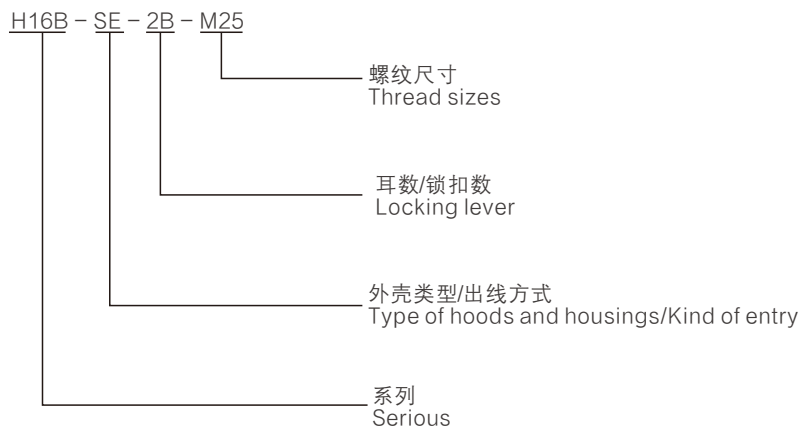 H16B – SE – 2B – M25
螺纹尺寸
Thread sizes
耳数/锁扣数
Locking lever
外壳类型/出线方式
Type of hoods and housings/Kind of entry
系列
Serious